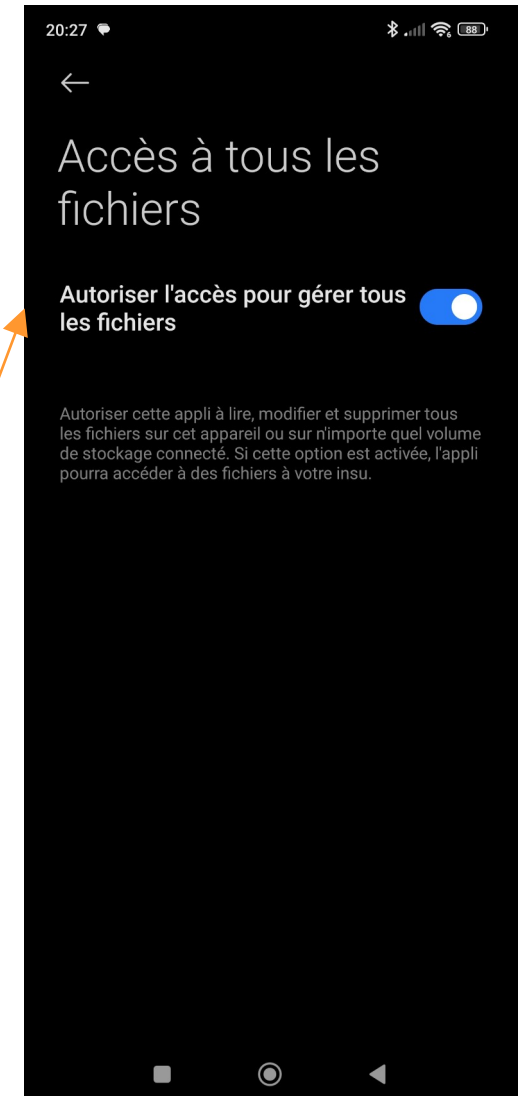 20:27
88
Accès à tous les
fichiers
Autoriser l'accès pour gérer tous
les fichiers
Autoriser cette appli à lire, modifier et supprimer tous
les fichiers sur cet appareil ou sur n'importe quel volume
de stockage connecté. Si cette option est activée, l'appli
pourra accéder à des fichiers à votre insu.